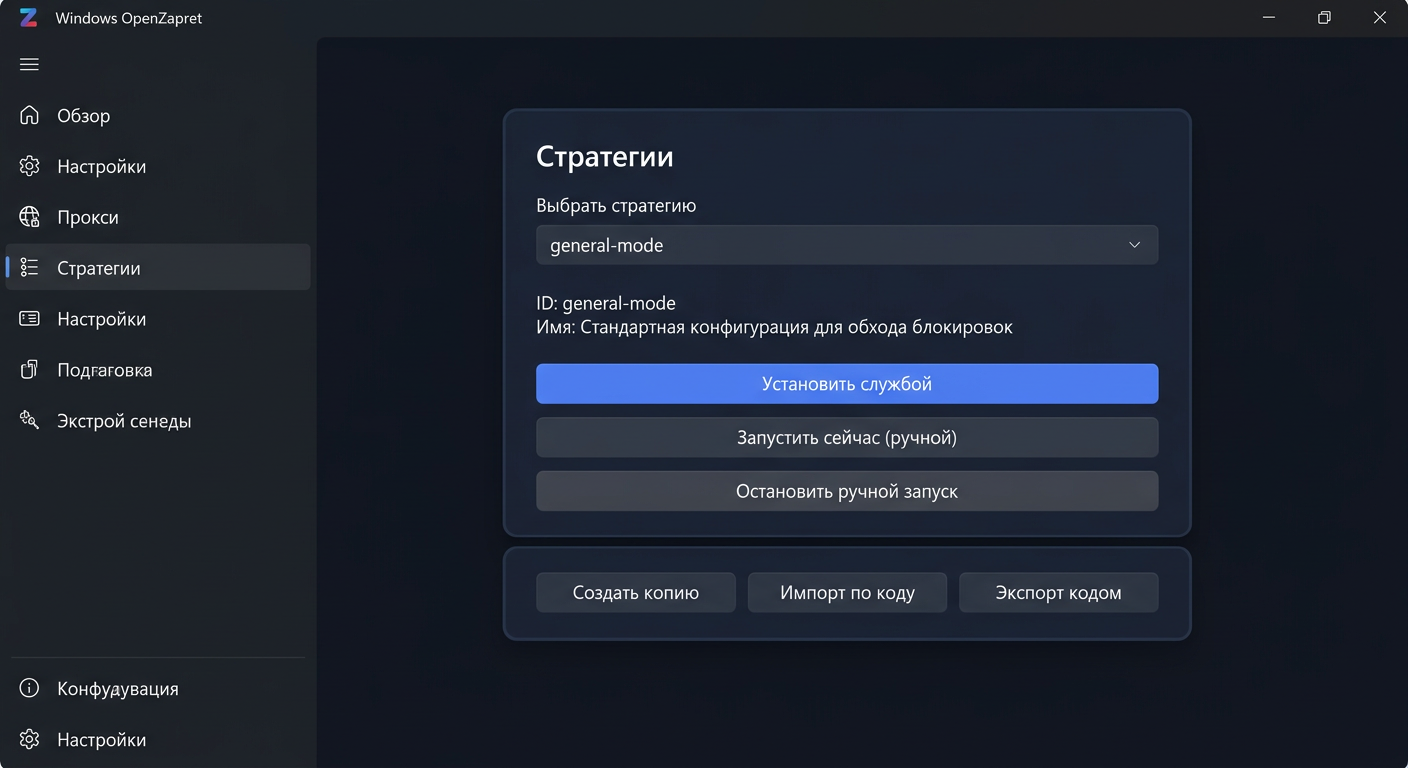 Windows OpenZapret
Обзор
Настройки
Прокси
Стратегии
Настройки
Подгаговка
Экстрой сенеды
Конфудувация
Настройки
Стратегии
Выбрать стратегию
general-mode
ID: general-mode
Имя: Стандартная конфигурация для обхода блокировок
Установить службой
Запустить сейчас (ручной)
Остановить ручной запуск
Создать копию
Импорт по коду
Экспорт кодом